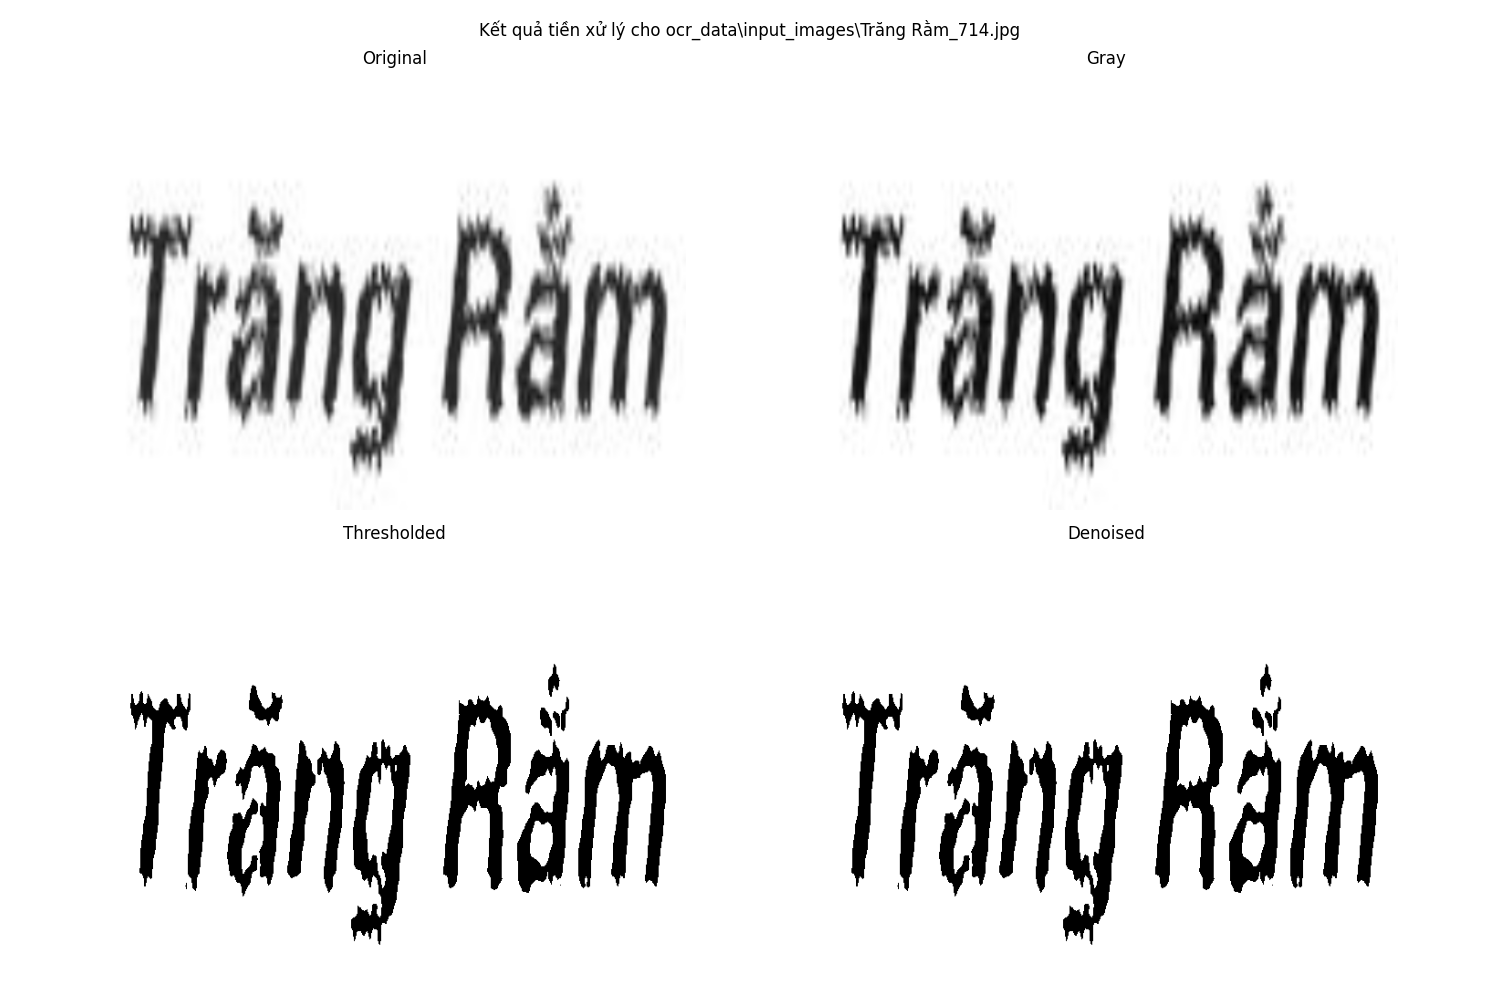 Kết quả tiền xử lý cho ocr_data\input_images\Trăng Rằm_714.jpg
Original
Gray
Trăng Rằm
Trăng Rằm
Thresholded
Denoised
Trăng Rằm
Trăng Rằm